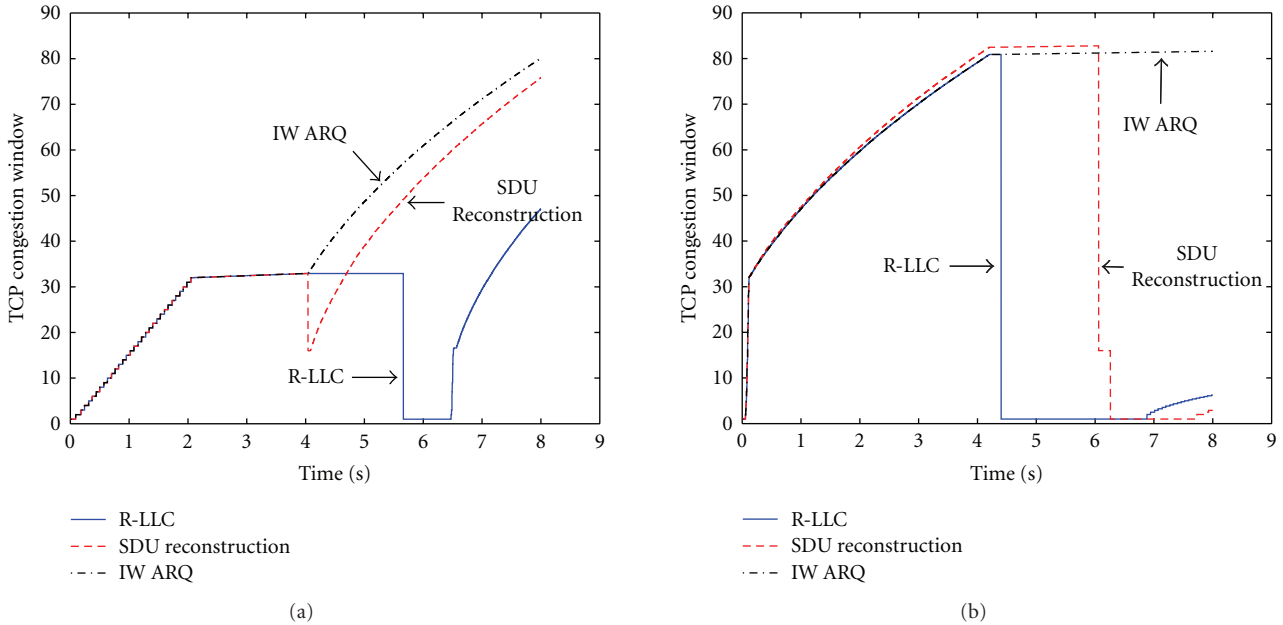 90
80
70
60
50
40
30
20
10
0
TCP congestion window
0 1 2 3 4 5 6 7 8 9
Time (s)
IW ARQ
SDU
Reconstruction
R-LLC
R-LLC
SDU reconstruction
IW ARQ
(a)
90
80
70
60
50
40
30
20
10
0
TCP congestion window
0 1 2 3 4 5 6 7 8 9
Time (s)
IW ARQ
R-LLC
SDU
Reconstruction
R-LLC
SDU reconstruction
IW ARQ
(b)